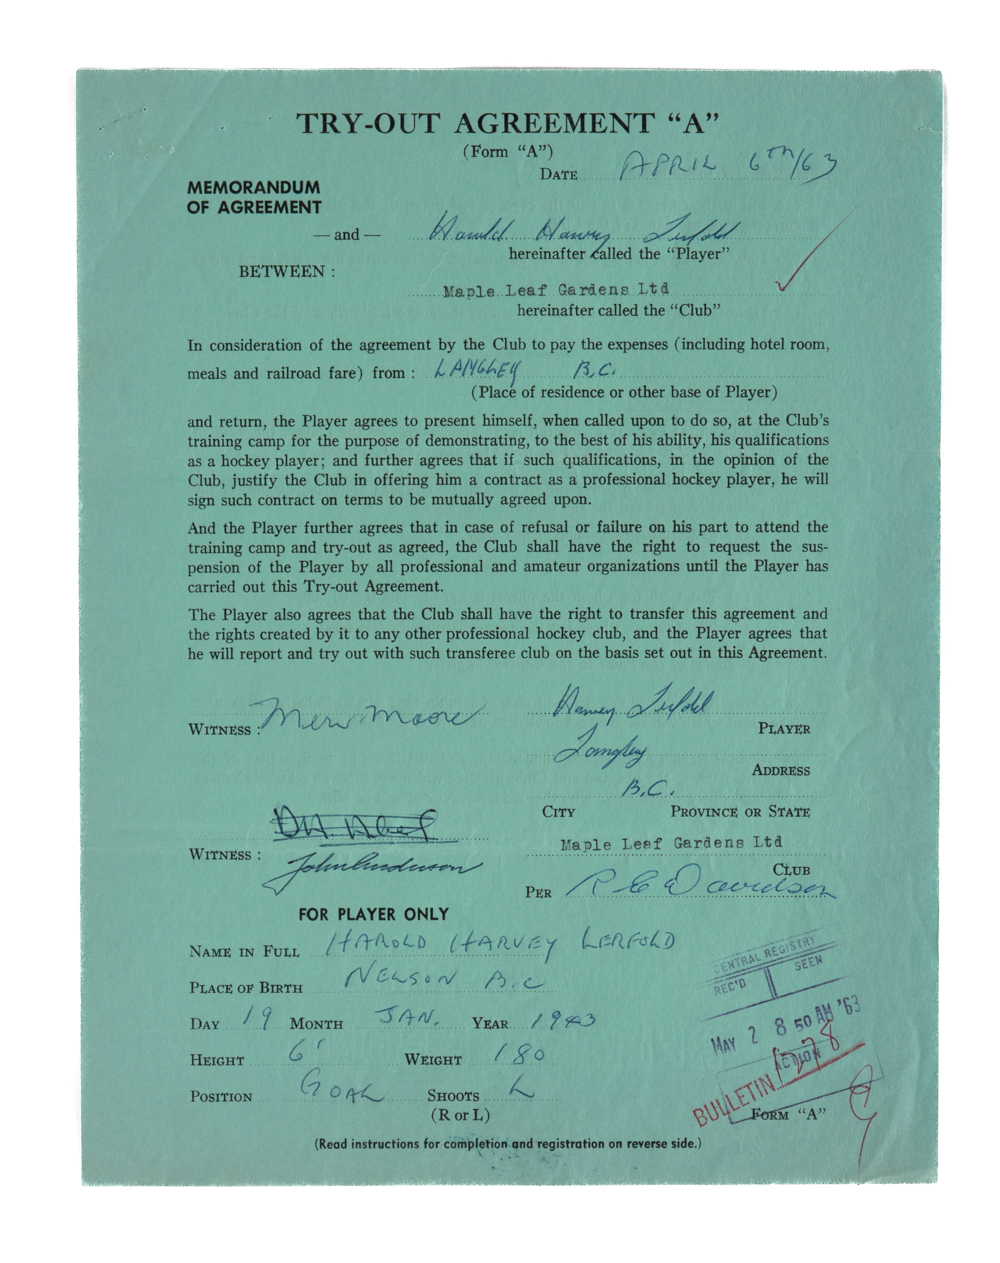 TRY-OUT AGREEMENT “A”
(Form “A”)
DATE APRIL 6th/63
MEMORANDUM
OF AGREEMENT
— and — Harold Harvey Lerfold
hereinafter called the “Player”
BETWEEN :
Maple Leaf Gardens Ltd
hereinafter called the “Club”
In consideration of the agreement by the Club to pay the expenses (including hotel room,
meals and railroad fare) from : LANGLEY B.C.
(Place of residence or other base of Player)
and return, the Player agrees to present himself, when called upon to do so, at the Club's
training camp for the purpose of demonstrating, to the best of his ability, his qualifications
as a hockey player; and further agrees that if such qualifications, in the opinion of the
Club, justify the Club in offering him a contract as a professional hockey player, he will
sign such contract on terms to be mutually agreed upon.
And the Player further agrees that in case of refusal or failure on his part to attend the
training camp and try-out as agreed, the Club shall have the right to request the sus-
pension of the Player by all professional and amateur organizations until the Player has
carried out this Try-out Agreement.
The Player also agrees that the Club shall have the right to transfer this agreement and
the rights created by it to any other professional hockey club, and the Player agrees that
he will report and try out with such transferee club on the basis set out in this Agreement.
WITNESS : Merv Moore
Harvey Lerfold
PLAYER
Langley
ADDRESS
B.C.
CITY PROVINCE OR STATE
WITNESS :
John Anderson
Maple Leaf Gardens Ltd
CLUB
PER R E Davidson
FOR PLAYER ONLY
NAME IN FULL HAROLD HARVEY LERFOLD
PLACE OF BIRTH NELSON B.C
DAY 19 MONTH JAN. YEAR 1943
HEIGHT 6' WEIGHT 180
POSITION GOAL SHOOTS L
(R or L)
CENTRAL REGISTRY
REC'D SEEN
MAY 2 8 50 AM '63
ACTION
BULLETIN 1278
FORM “A”
(Read instructions for completion and registration on reverse side.)